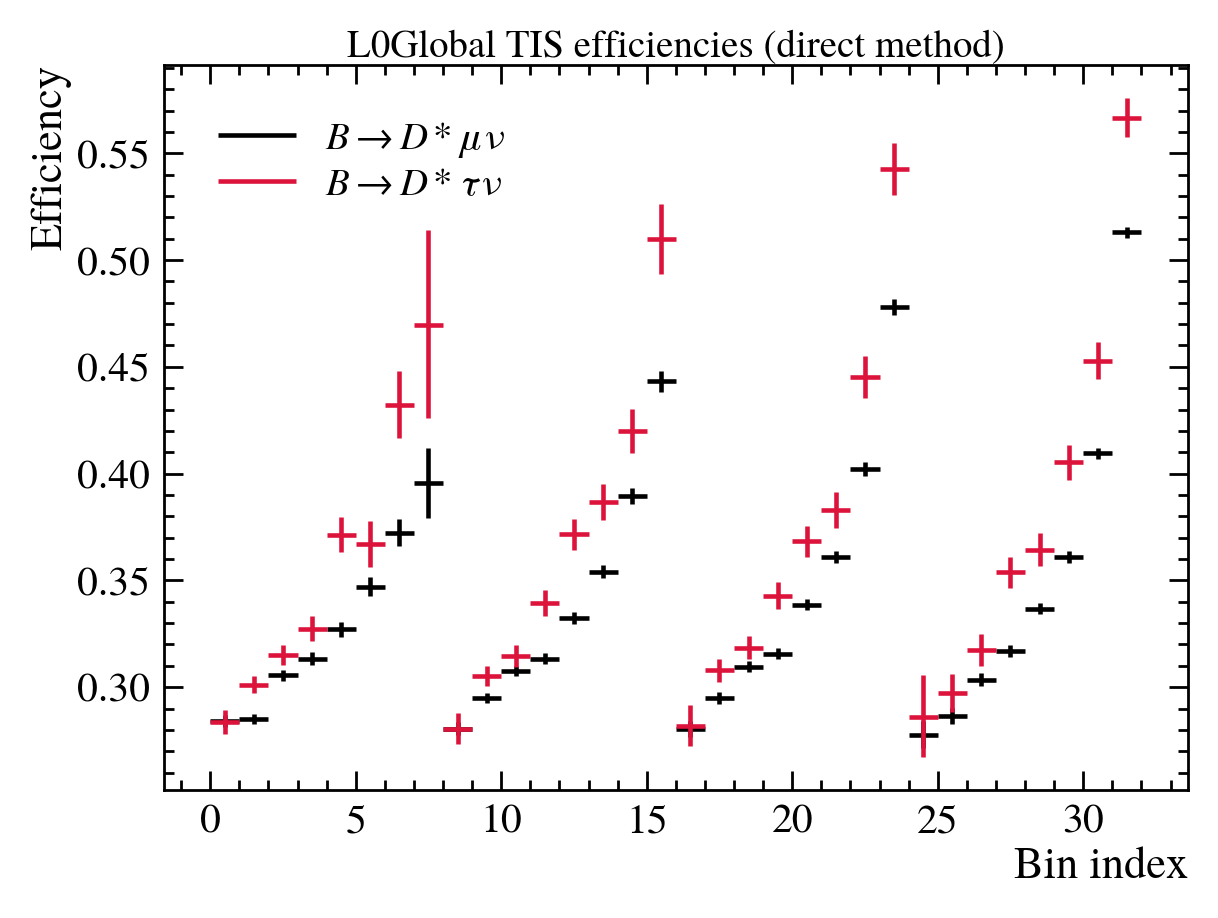 L0Global TIS efficiencies (direct method)
Efficiency
B → D * μν
B → D * τν
0.55
0.50
0.45
0.40
0.35
0.30
0 5 10 15 20 25 30
Bin index